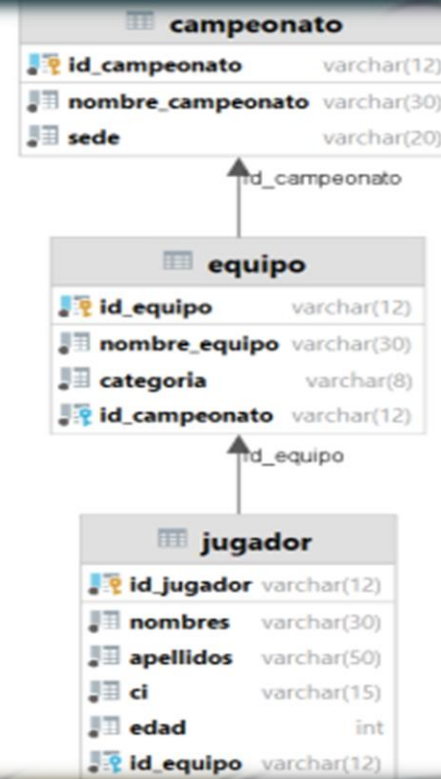 campeonato
id_campeonato varchar(12)
nombre_campeonato varchar(30)
sede varchar(20)
id_campeonato
equipo
id_equipo varchar(12)
nombre_equipo varchar(30)
categoria varchar(8)
id_campeonato varchar(12)
id_equipo
jugador
id_jugador varchar(12)
nombres varchar(30)
apellidos varchar(50)
ci varchar(15)
edad int
id_equipo varchar(12)